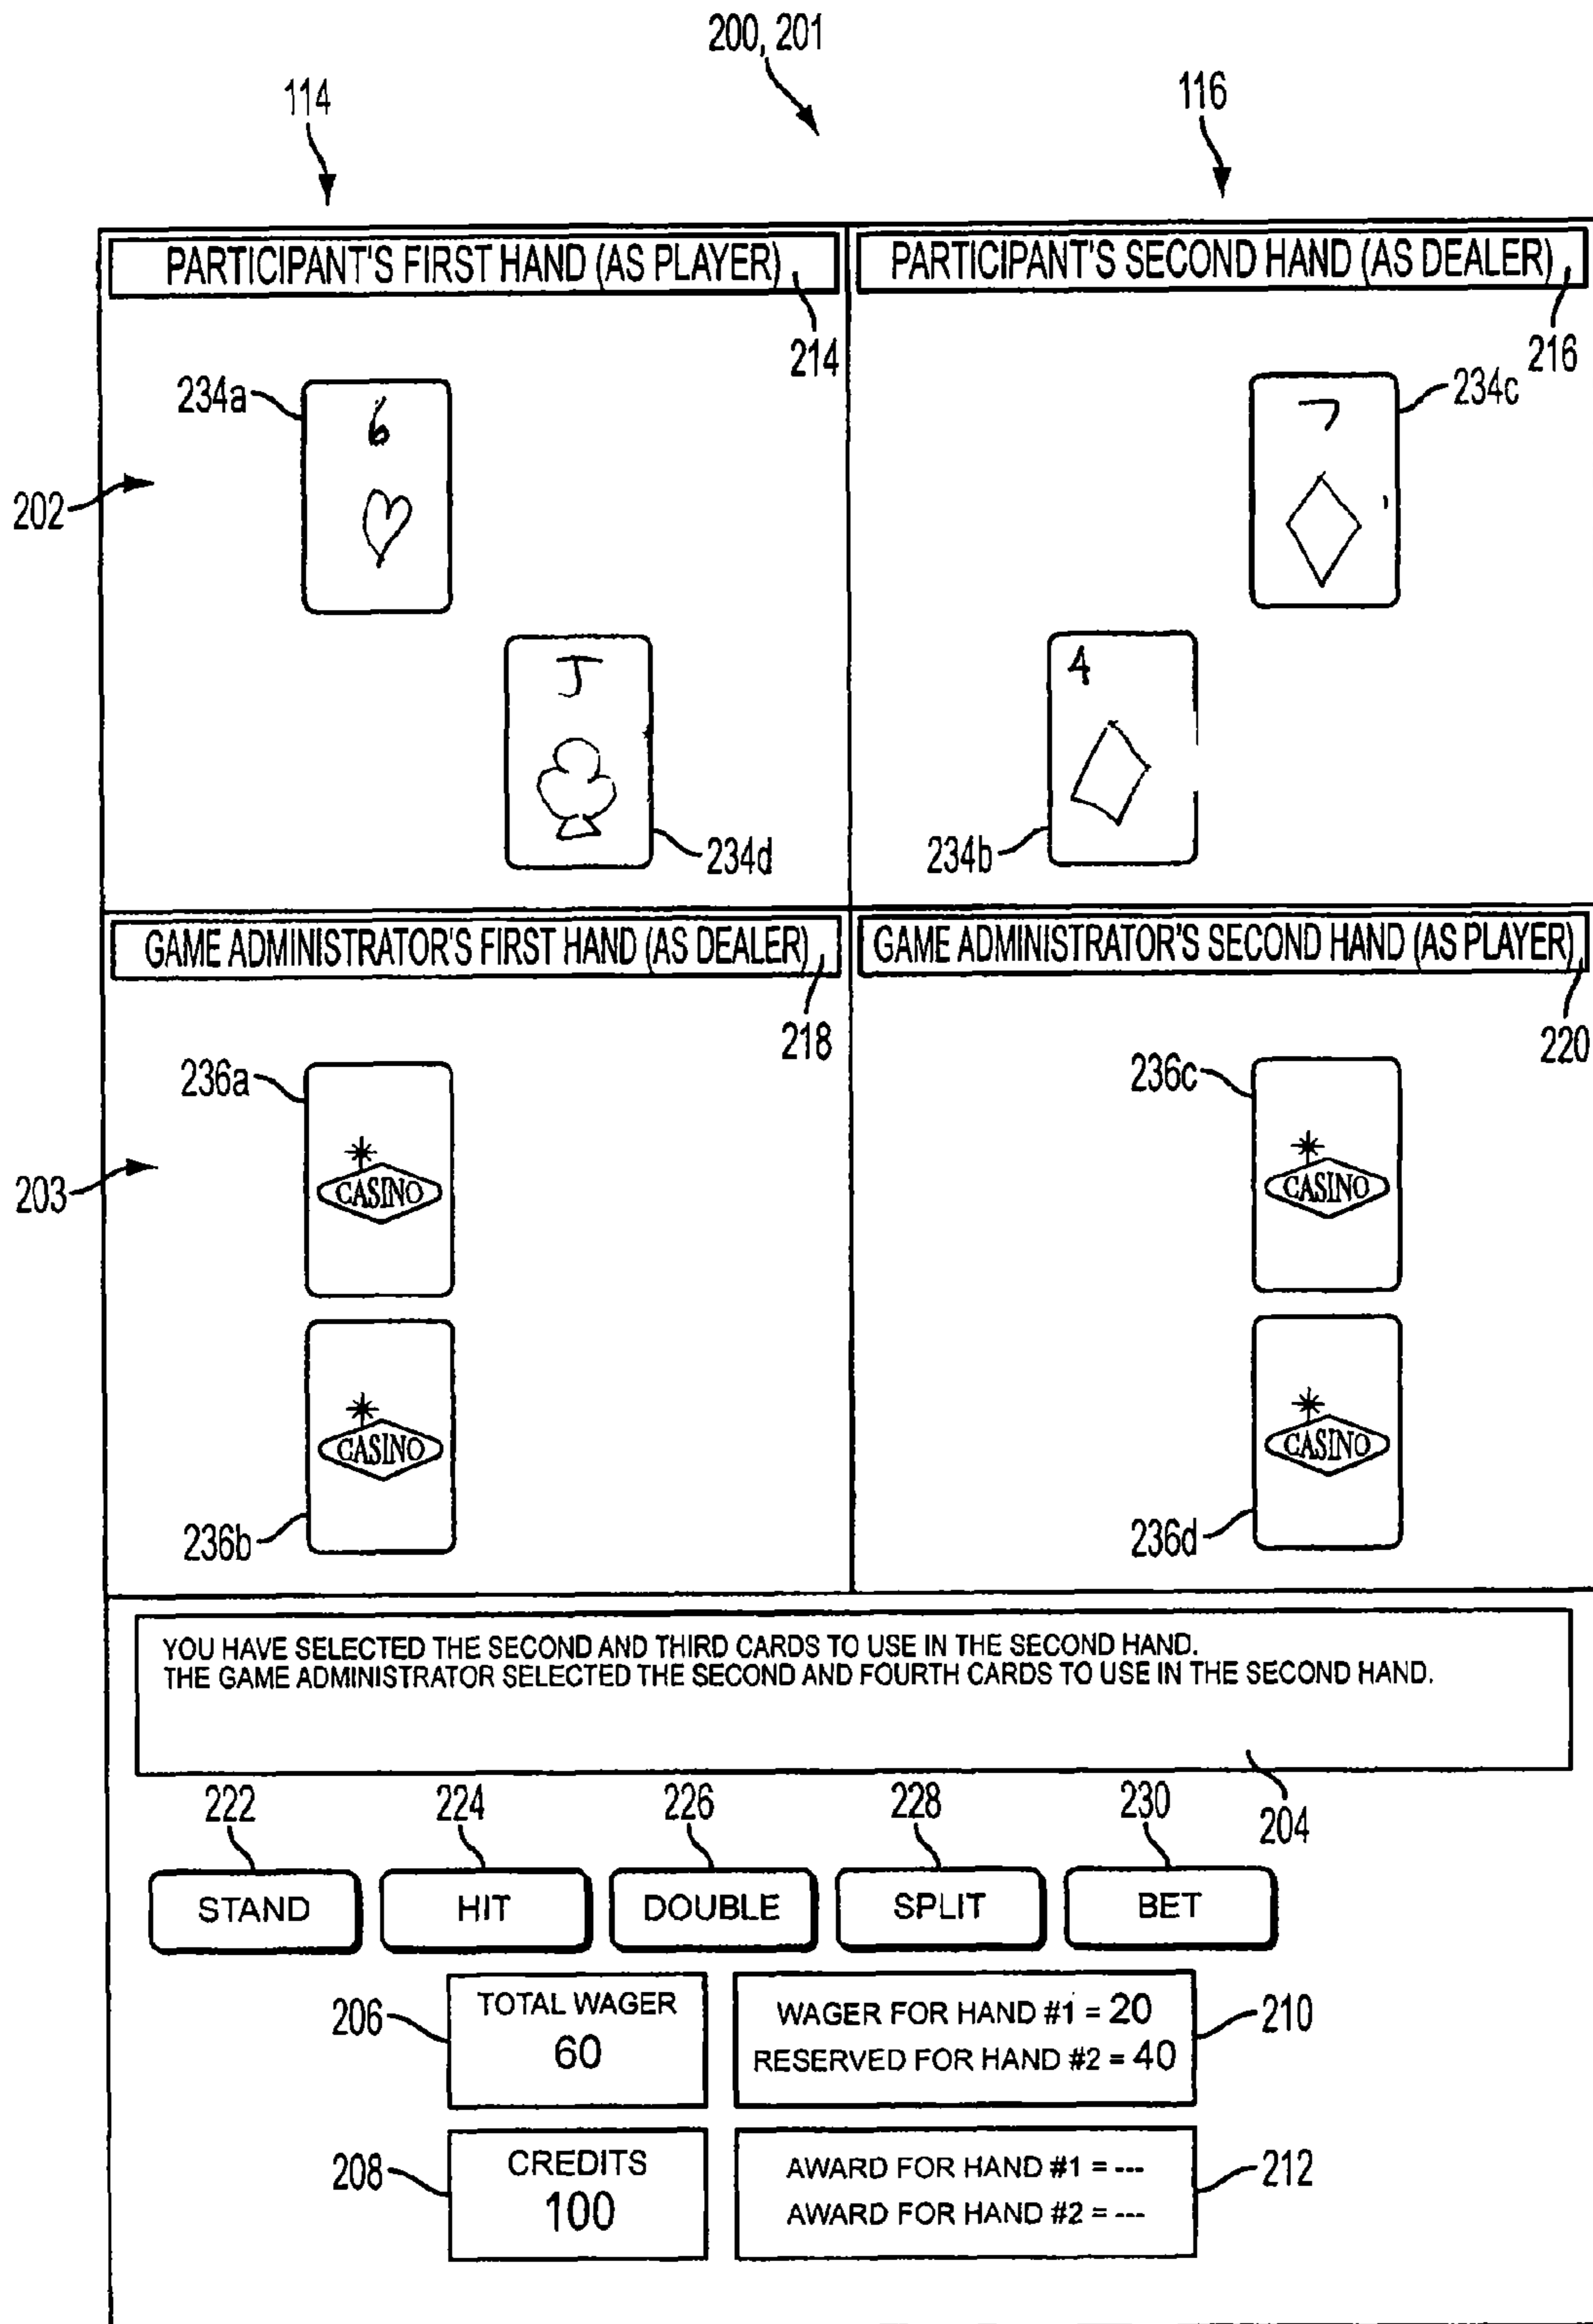 200, 201
114 116
PARTICIPANT'S FIRST HAND (AS PLAYER) PARTICIPANT'S SECOND HAND (AS DEALER)
214 216
234a 6 7 234c
202
J 4
234d 234b
GAME ADMINISTRATOR'S FIRST HAND (AS DEALER) GAME ADMINISTRATOR'S SECOND HAND (AS PLAYER)
218 220
236a 236c
CASINO CASINO
203
CASINO CASINO
236b 236d
YOU HAVE SELECTED THE SECOND AND THIRD CARDS TO USE IN THE SECOND HAND.
THE GAME ADMINISTRATOR SELECTED THE SECOND AND FOURTH CARDS TO USE IN THE SECOND HAND.
222 224 226 228 230 204
STAND HIT DOUBLE SPLIT BET
206 TOTAL WAGER WAGER FOR HAND #1 = 20 210
60 RESERVED FOR HAND #2 = 40
208 CREDITS AWARD FOR HAND #1 = --- 212
100 AWARD FOR HAND #2 = ---